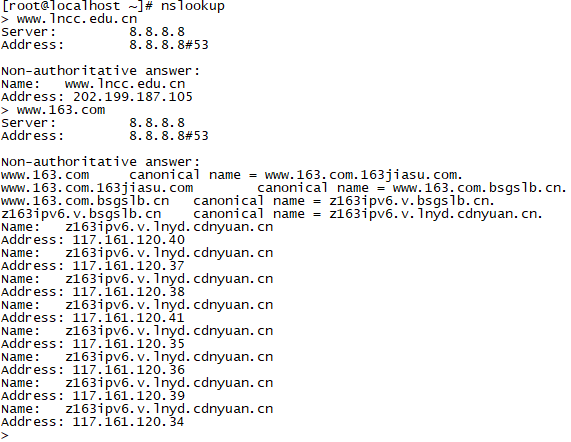 [root@localhost ~]# nslookup
> www.lncc.edu.cn
Server:         8.8.8.8
Address:        8.8.8.8#53

Non-authoritative answer:
Name:   www.lncc.edu.cn
Address: 202.199.187.105
> www.163.com
Server:         8.8.8.8
Address:        8.8.8.8#53

Non-authoritative answer:
www.163.com     canonical name = www.163.com.163jiasu.com.
www.163.com.163jiasu.com        canonical name = www.163.com.bsgslb.cn.
www.163.com.bsgslb.cn   canonical name = z163ipv6.v.bsgslb.cn.
z163ipv6.v.bsgslb.cn    canonical name = z163ipv6.v.lnyd.cdnyuan.cn.
Name:   z163ipv6.v.lnyd.cdnyuan.cn
Address: 117.161.120.40
Name:   z163ipv6.v.lnyd.cdnyuan.cn
Address: 117.161.120.37
Name:   z163ipv6.v.lnyd.cdnyuan.cn
Address: 117.161.120.38
Name:   z163ipv6.v.lnyd.cdnyuan.cn
Address: 117.161.120.41
Name:   z163ipv6.v.lnyd.cdnyuan.cn
Address: 117.161.120.35
Name:   z163ipv6.v.lnyd.cdnyuan.cn
Address: 117.161.120.36
Name:   z163ipv6.v.lnyd.cdnyuan.cn
Address: 117.161.120.39
Name:   z163ipv6.v.lnyd.cdnyuan.cn
Address: 117.161.120.34
>